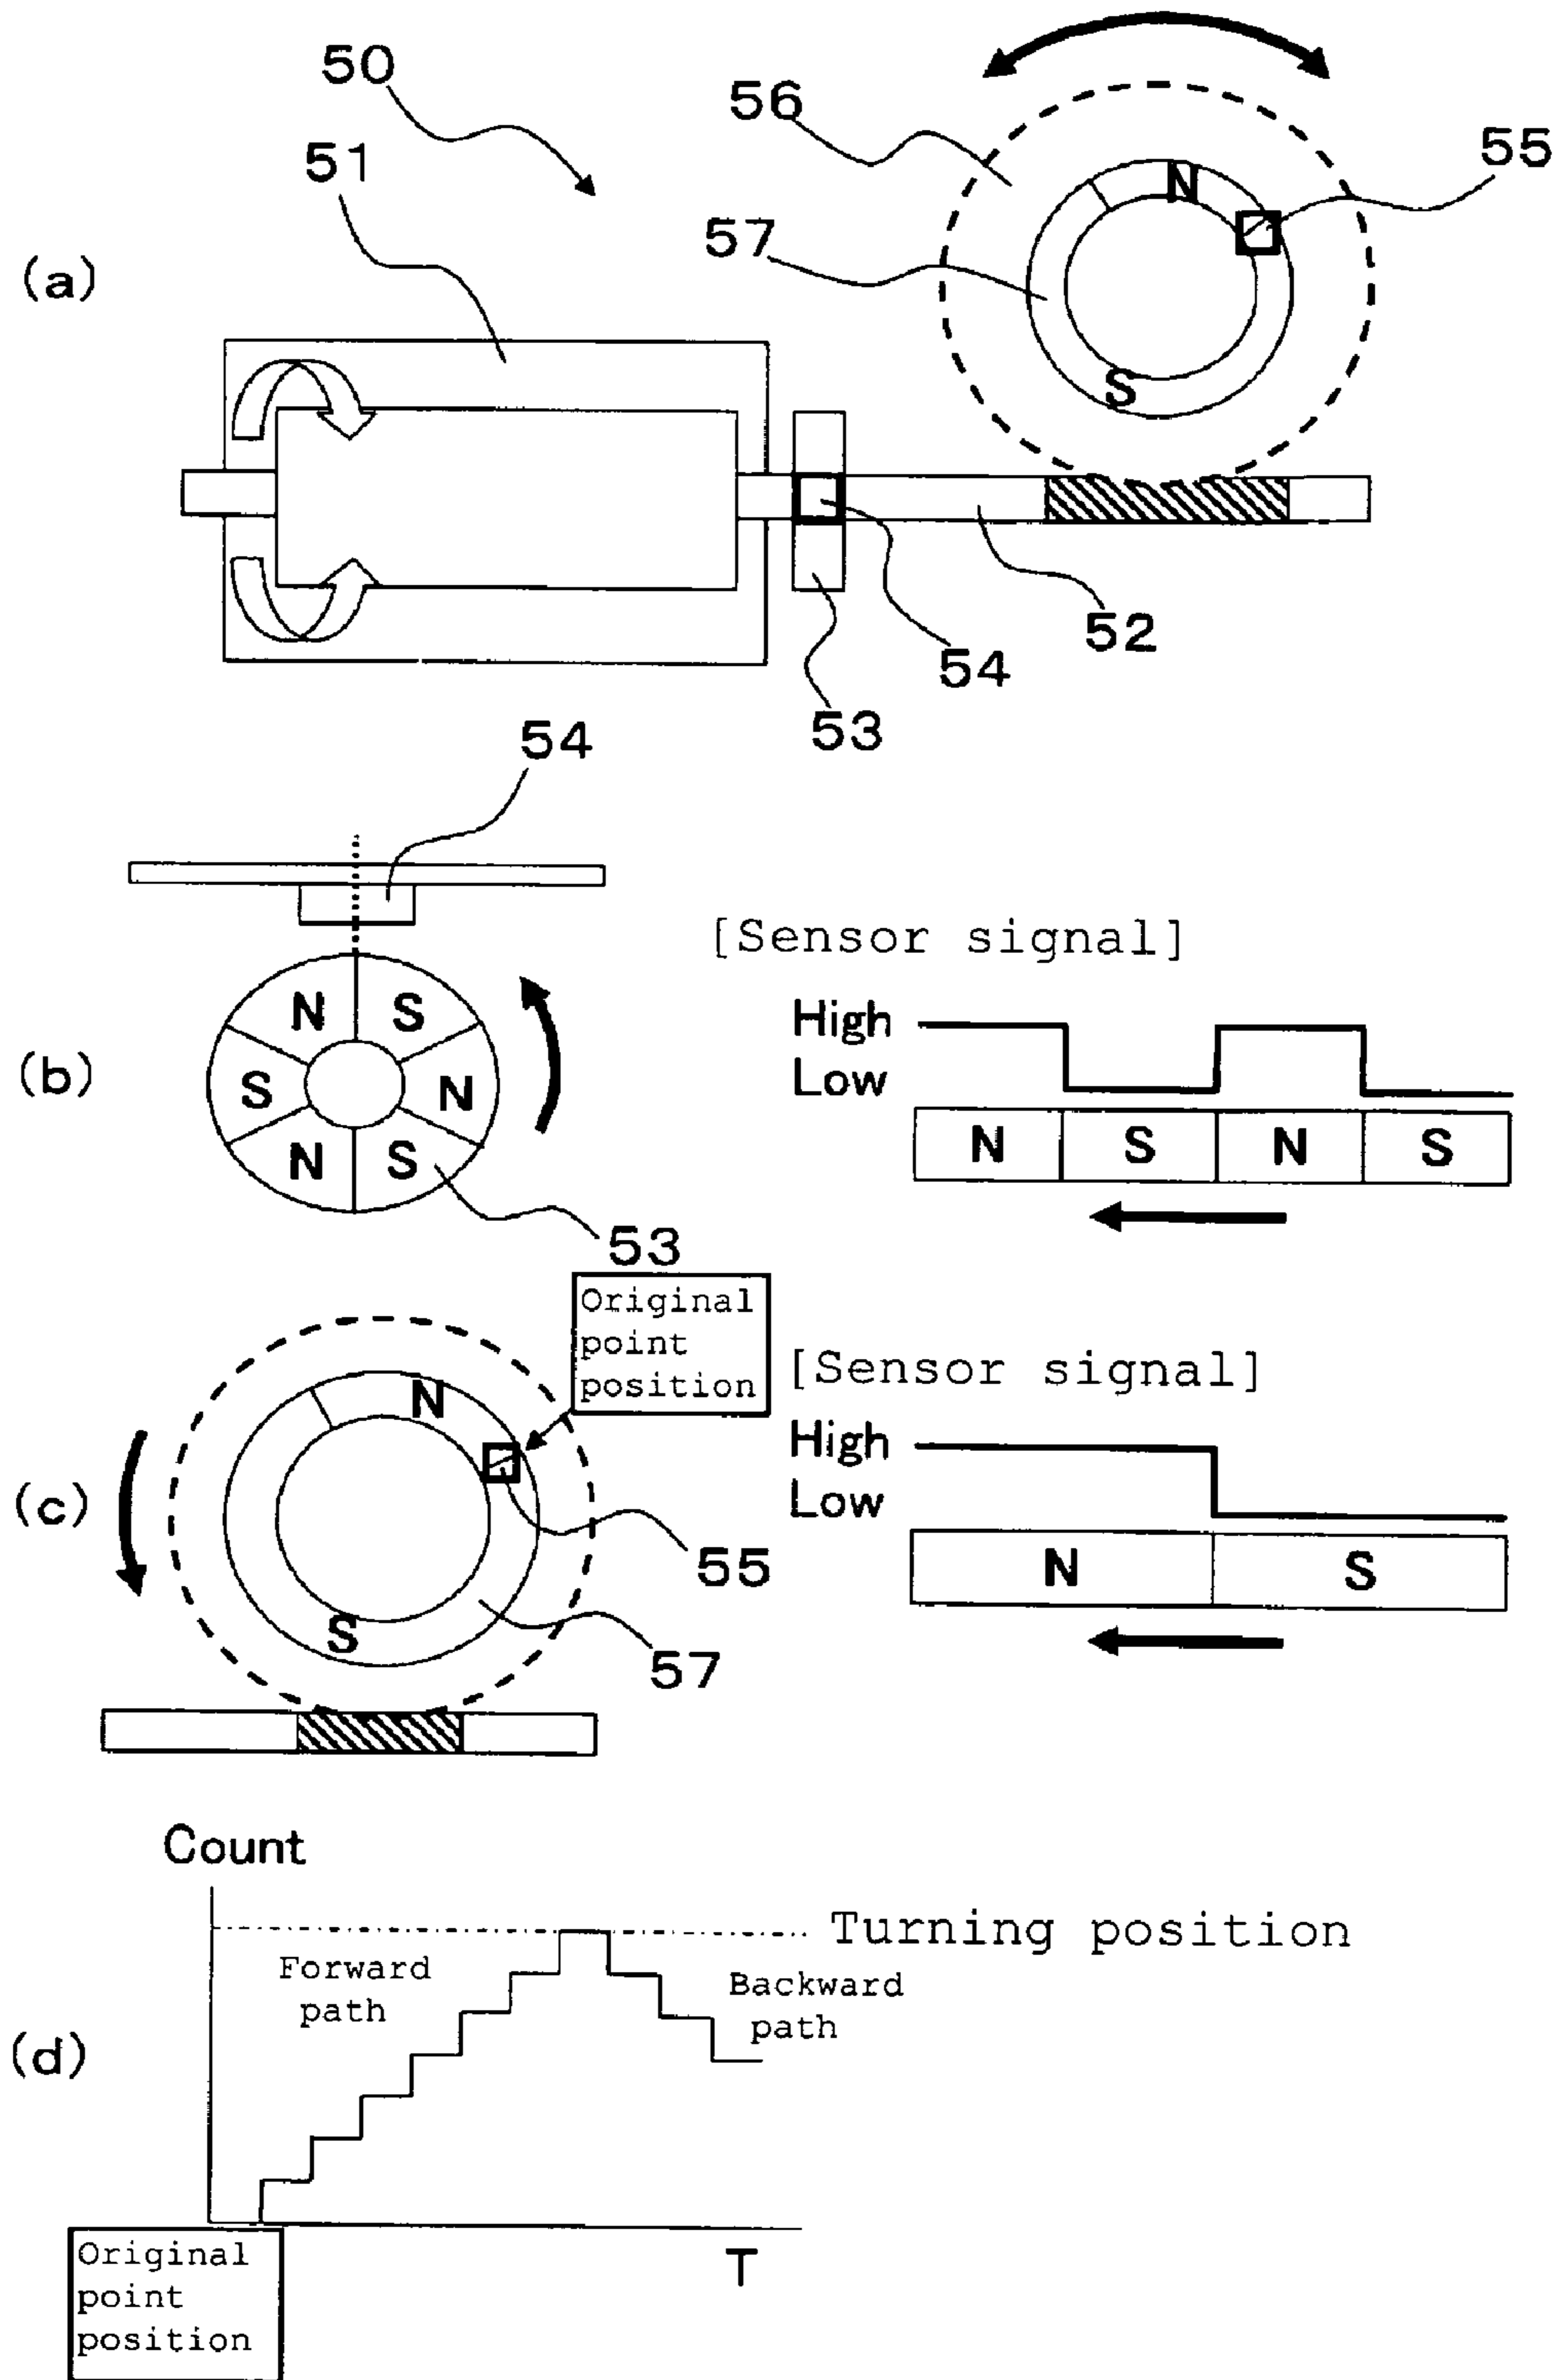 50
56
55
51
N
57
(a)
S
52
54
53
54
[Sensor signal]
N S
High
(b)
S N
Low
N S
N S N S
53
Original
point
position
[Sensor signal]
N
High
(c)
Low
55
N S
S
57
Count
Turning position
Forward
path
Backward
path
(d)
T
Original
point
position